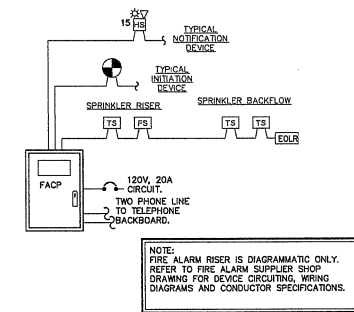 15
HS
TYPICAL
NOTIFICATION
DEVICE
TYPICAL
INITIATION
DEVICE
SPRINKLER RISER
SPRINKLER BACKFLOW
TS
FS
TS
TS
EOLR
FACP
120V, 20A
CIRCUIT.
TWO PHONE LINE
TO TELEPHONE
BACKBOARD.
NOTE:
FIRE ALARM RISER IS DIAGRAMMATIC ONLY.
REFER TO FIRE ALARM SUPPLIER SHOP
DRAWING FOR DEVICE CIRCUITING, WIRING
DIAGRAMS AND CONDUCTOR SPECIFICATIONS.